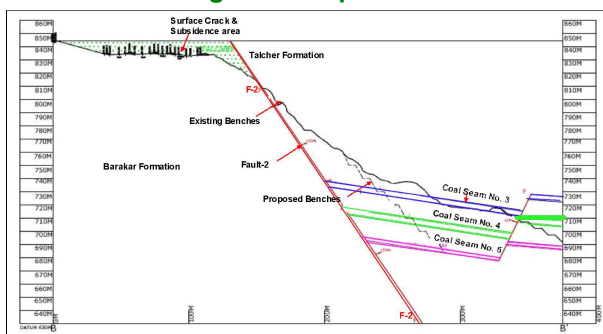 860M
850M
840M
830M
820M
810M
800M
790M
780M
770M
760M
750M
740M
730M
720M
710M
700M
690M
680M
670M
660M
650M
640M
DATUM 630M
Surface Crack &
Subsidence area
Talcher Formation
F-2
Existing Benches
Fault-2
Barakar Formation
Proposed Benches
Coal Seam No. 3
Coal Seam No. 4
Coal Seam No. 5
F
F-2
860M
850M
840M
830M
820M
810M
800M
790M
780M
770M
760M
750M
740M
730M
720M
710M
700M
690M
680M
670M
660M
650M
640M
0M
100M
200M
300M
400M
B
B'